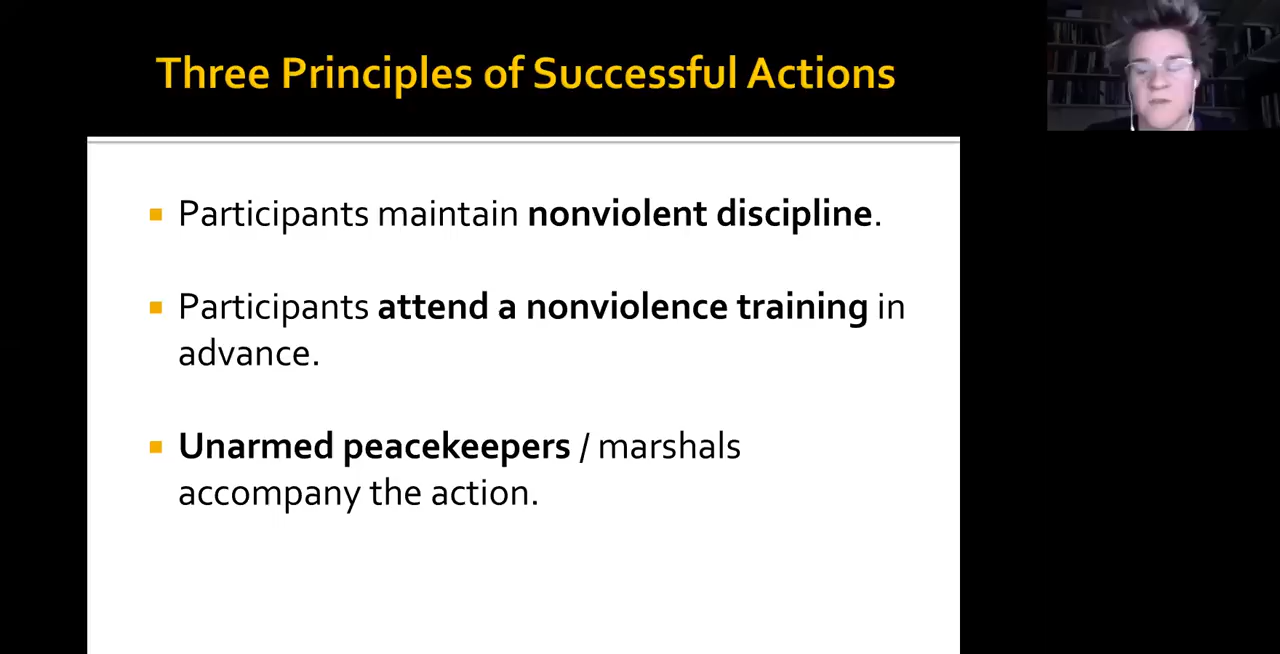 Three Principles of Successful Actions
Participants maintain nonviolent discipline.
Participants attend a nonviolence training in
advance.
Unarmed peacekeepers / marshals
accompany the action.